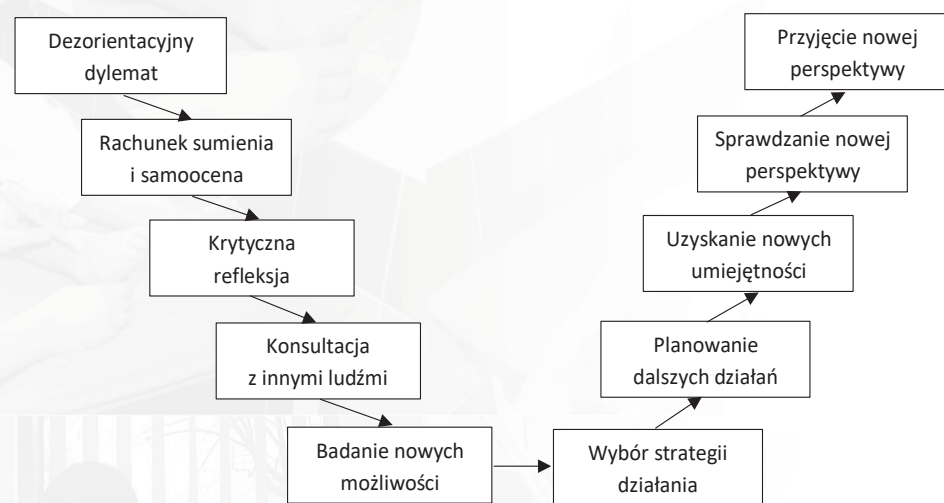 Dezorientacyjny
dylemat
Rachunek sumienia
i samoocena
Krytyczna
refleksja
Konsultacja
z innymi ludźmi
Badanie nowych
możliwości
Wybór strategii
działania
Planowanie
dalszych działań
Uzyskanie nowych
umiejętności
Sprawdzanie nowej
perspektywy
Przyjęcie nowej
perspektywy